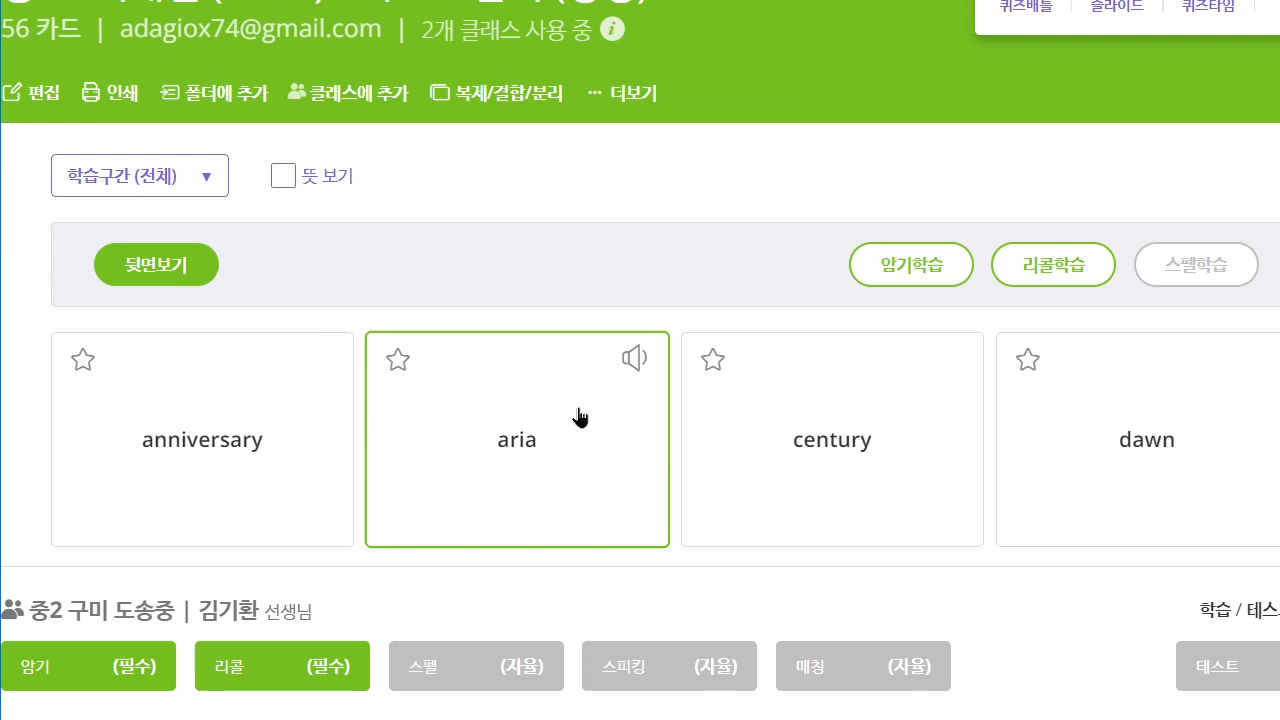 퀴즈배틀 슬라이드 퀴즈타임
56 카드 | adagiox74@gmail.com | 2개 클래스 사용 중
편집 인쇄 폴더에 추가 클래스에 추가 복제/결합/분리 ··· 더보기
학습구간 (전체) ▼ 뜻 보기
뒷면보기 암기학습 리콜학습 스펠학습
anniversary aria century dawn
중2 구미 도송중 | 김기환 선생님 학습 / 테스
암기 (필수) 리콜 (필수) 스펠 (자율) 스피킹 (자율) 매칭 (자율) 테스트